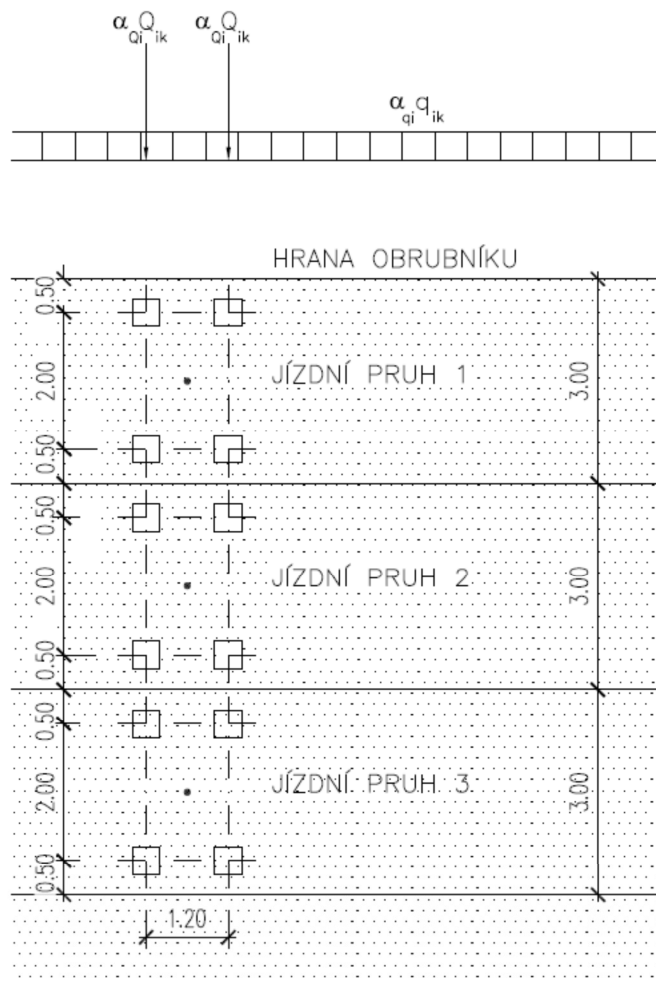 αQiQik αQiQik
αqiqik
HRANA OBRUBNÍKU
0.50
2.00
JÍZDNÍ PRUH 1
3.00
0.50
0.50
2.00
JÍZDNÍ PRUH 2
3.00
0.50
0.50
2.00
JÍZDNÍ PRUH 3
3.00
0.50
1.20